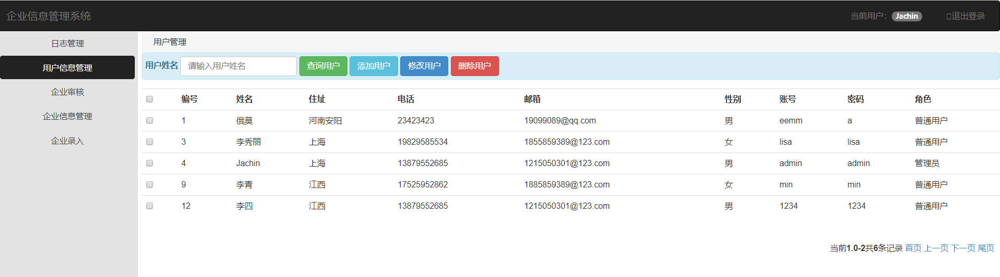 企业信息管理系统 当前用户： Jachin 退出登录
日志管理
用户信息管理
企业审核
企业信息管理
企业录入
用户管理
用户姓名 请输入用户姓名 查询用户 添加用户 修改用户 删除用户
编号 姓名 住址 电话 邮箱 性别 账号 密码 角色
1 俄莫 河南安阳 23423423 19099089@qq.com 男 eemm a 普通用户
3 李秀丽 上海 19829585534 1855859389@123.com 女 lisa lisa 普通用户
4 Jachin 上海 13879552685 1215050301@123.com 男 admin admin 管理员
9 李青 江西 17525952862 1885859389@123.com 女 min min 普通用户
12 李四 江西 13879552685 1215050301@123.com 男 1234 1234 普通用户
当前1.0-2共6条记录 首页 上一页 下一页 尾页